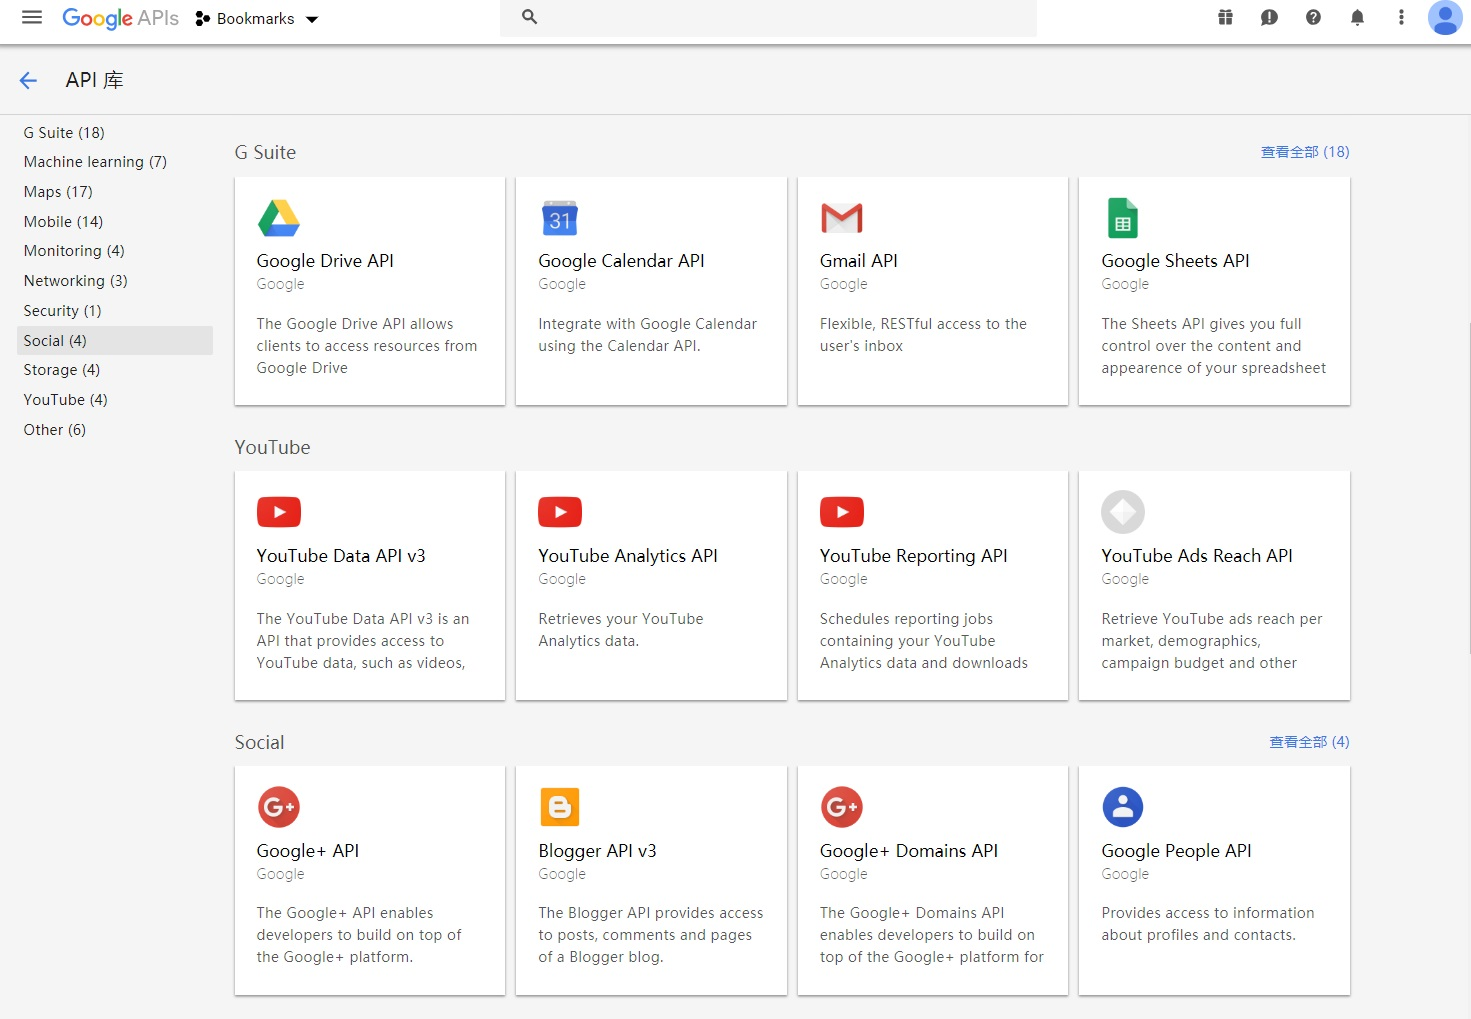 Google APIs
Bookmarks
API 库
G Suite (18)
Machine learning (7)
Maps (17)
Mobile (14)
Monitoring (4)
Networking (3)
Security (1)
Social (4)
Storage (4)
YouTube (4)
Other (6)
G Suite
查看全部 (18)
31
Google Drive API
Google
The Google Drive API allows
clients to access resources from
Google Drive
Google Calendar API
Google
Integrate with Google Calendar
using the Calendar API.
Gmail API
Google
Flexible, RESTful access to the
user's inbox
Google Sheets API
Google
The Sheets API gives you full
control over the content and
appearence of your spreadsheet
YouTube
YouTube Data API v3
Google
The YouTube Data API v3 is an
API that provides access to
YouTube data, such as videos,
YouTube Analytics API
Google
Retrieves your YouTube
Analytics data.
YouTube Reporting API
Google
Schedules reporting jobs
containing your YouTube
Analytics data and downloads
YouTube Ads Reach API
Google
Retrieve YouTube ads reach per
market, demographics,
campaign budget and other
Social
查看全部 (4)
G+
Google+ API
Google
The Google+ API enables
developers to build on top of
the Google+ platform.
Blogger API v3
Google
The Blogger API provides access
to posts, comments and pages
of a Blogger blog.
G+
Google+ Domains API
Google
The Google+ Domains API
enables developers to build on
top of the Google+ platform for
Google People API
Google
Provides access to information
about profiles and contacts.